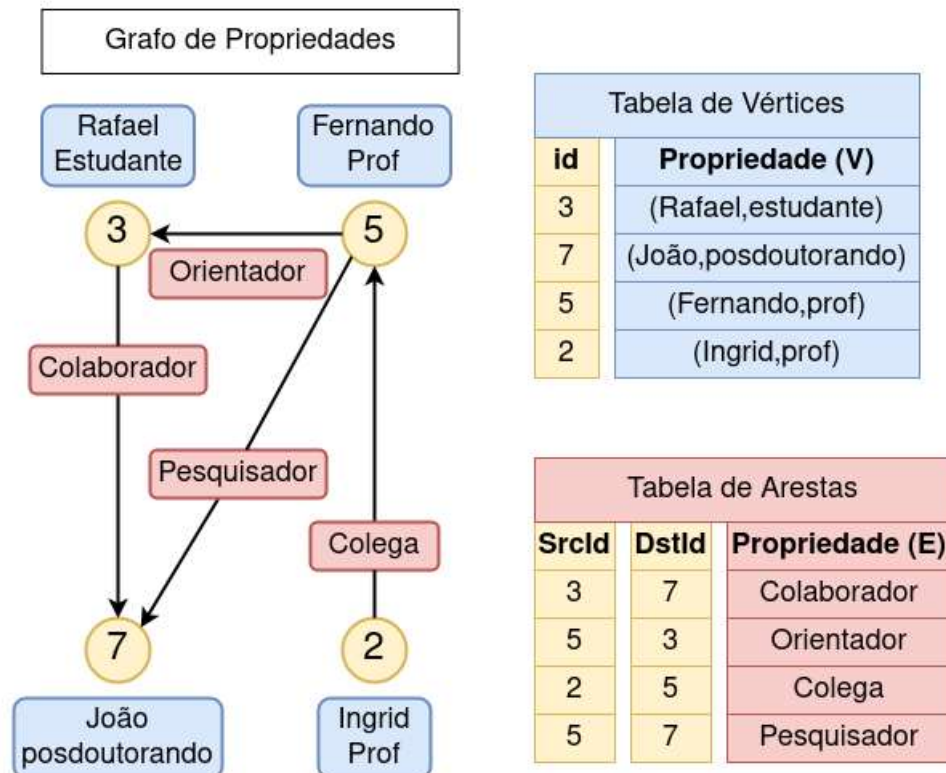 Grafo de Propriedades
Rafael
Estudante
Fernando
Prof
3
5
Orientador
Colaborador
Pesquisador
Colega
7
2
João
posdoutorando
Ingrid
Prof
Tabela de Vértices
id Propriedade (V)
3 (Rafael,estudante)
7 (João,posdoutorando)
5 (Fernando,prof)
2 (Ingrid,prof)
Tabela de Arestas
SrcId DstId Propriedade (E)
3 7 Colaborador
5 3 Orientador
2 5 Colega
5 7 Pesquisador